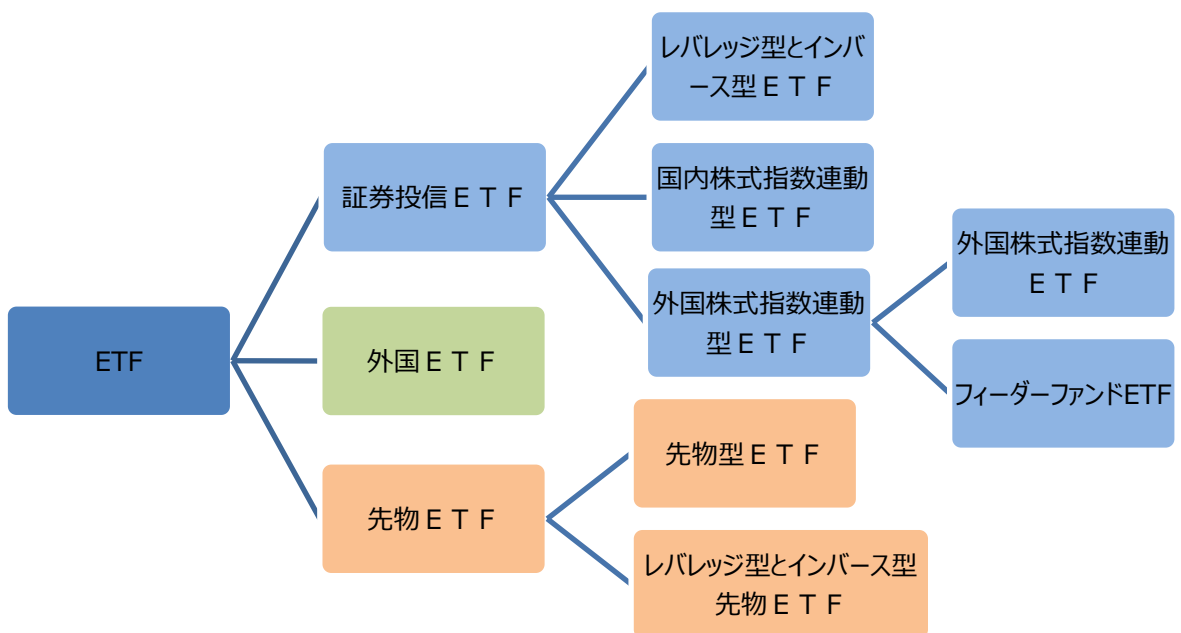 レバレッジ型とインバ
ース型ＥＴＦ
証券投信ＥＴＦ
国内株式指数連動
型ＥＴＦ
外国株式指数連動
型ＥＴＦ
外国株式指数連動
ＥＴＦ
フィーダーファンドETF
ETF
外国ＥＴＦ
先物ＥＴＦ
先物型ＥＴＦ
レバレッジ型とインバース型
先物ＥＴＦ